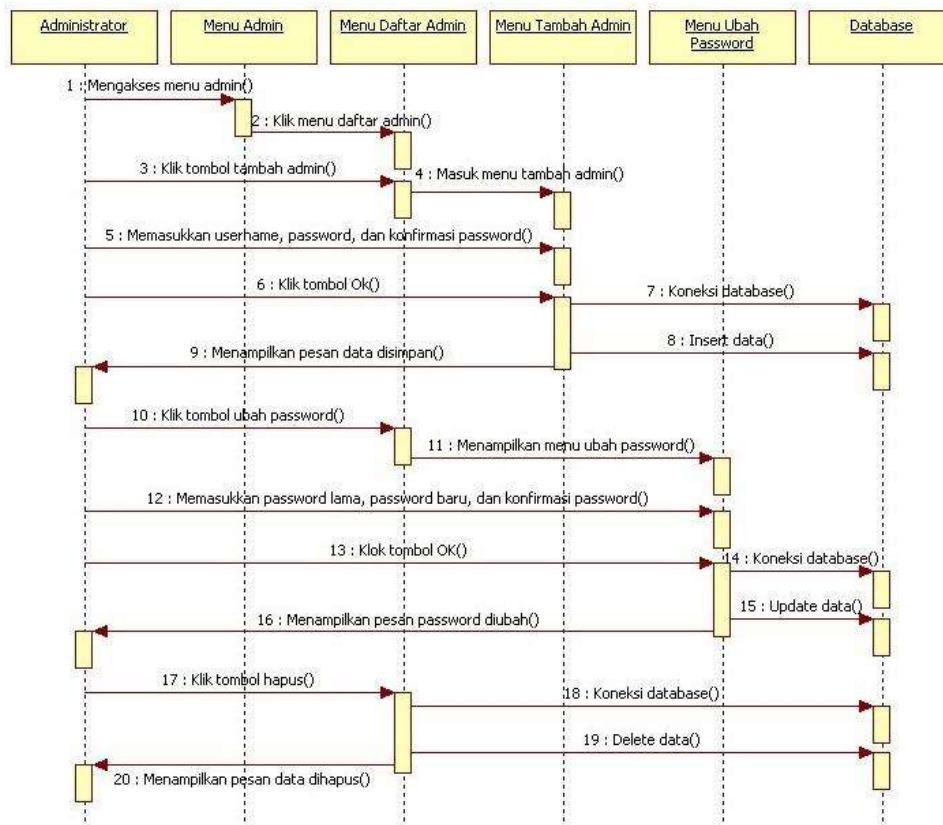 Administrator
Menu Admin
Menu Daftar Admin
Menu Tambah Admin
Menu Ubah
Password
Database
1 : Mengakses menu admin()
2 : Klik menu daftar admin()
3 : Klik tombol tambah admin()
4 : Masuk menu tambah admin()
5 : Memasukkan username, password, dan konfirmasi password()
6 : Klik tombol Ok()
7 : Koneksi database()
8 : Insert data()
9 : Menampilkan pesan data disimpan()
10 : Klik tombol ubah password()
11 : Menampilkan menu ubah password()
12 : Memasukkan password lama, password baru, dan konfirmasi password()
13 : Klok tombol OK()
14 : Koneksi database()
15 : Update data()
16 : Menampilkan pesan password diubah()
17 : Klik tombol hapus()
18 : Koneksi database()
19 : Delete data()
20 : Menampilkan pesan data dihapus()